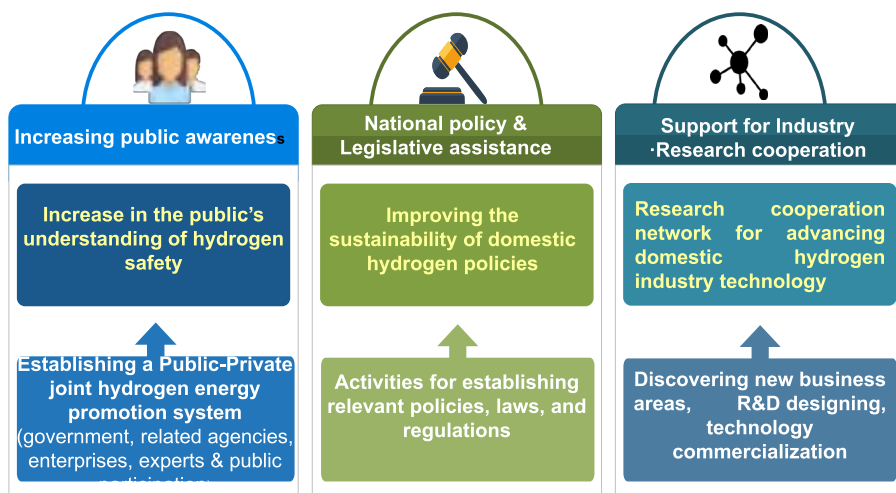 Increasing public awareness
Increase in the public's
understanding of hydrogen
safety
Establishing a Public-Private
joint hydrogen energy
promotion system
(government, related agencies,
enterprises, experts & public
National policy &
Legislative assistance
Improving the
sustainability of domestic
hydrogen policies
Activities for establishing
relevant policies, laws, and
regulations
Support for Industry
·Research cooperation
Research cooperation
network for advancing
domestic hydrogen
industry technology
Discovering new business
areas, R&D designing,
technology
commercialization